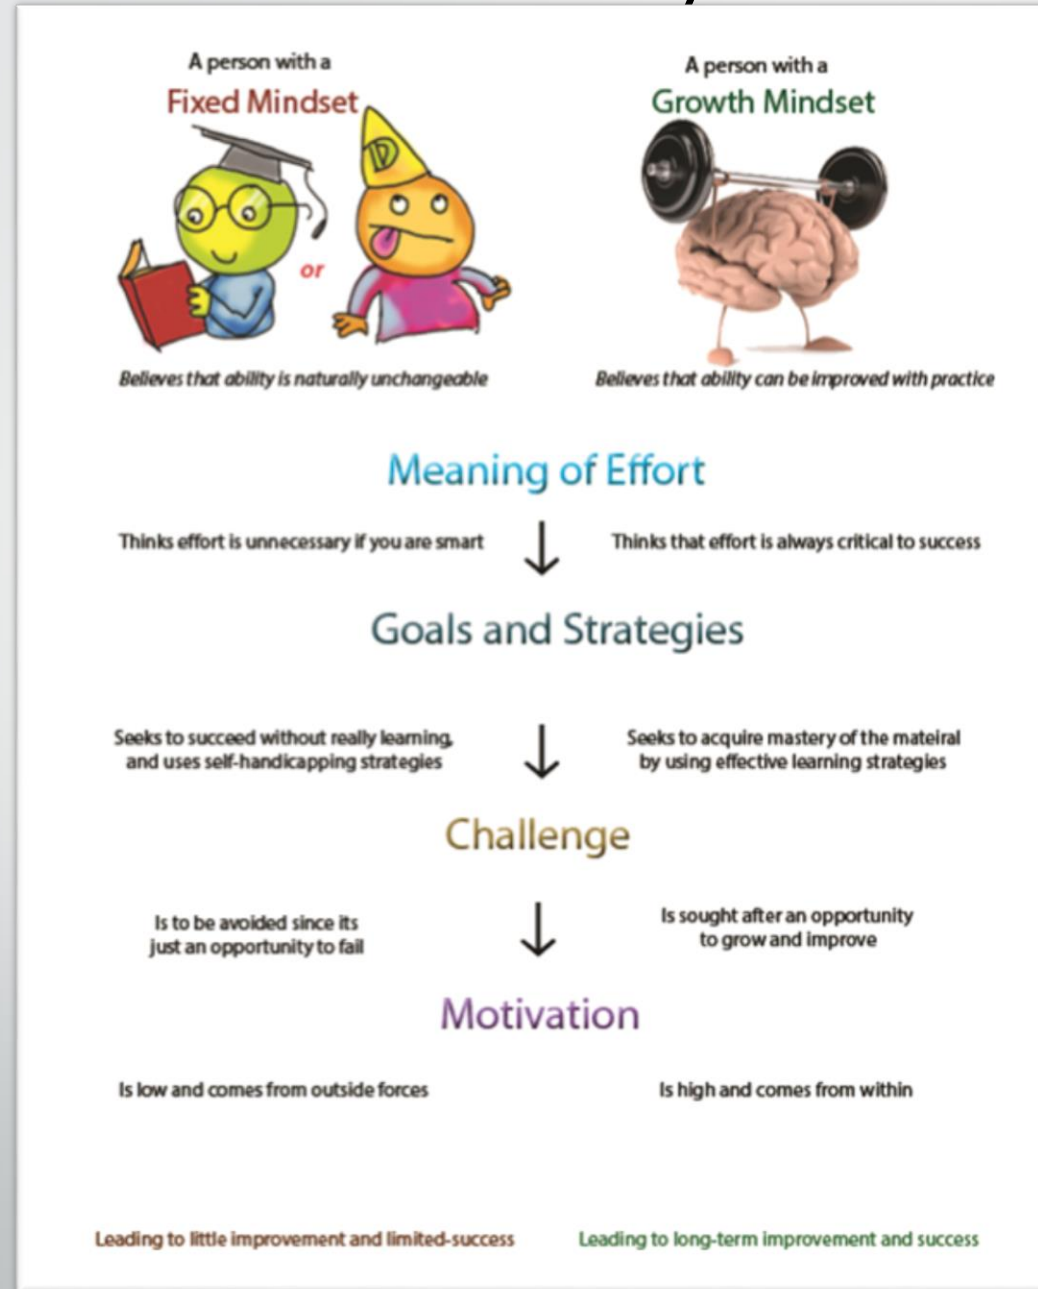 A person with a
Fixed Mindset
A person with a
Growth Mindset
D
or
Believes that ability is naturally unchangeable
Believes that ability can be improved with practice
Meaning of Effort
Thinks effort is unnecessary if you are smart
Thinks that effort is always critical to success
Goals and Strategies
Seeks to succeed without really learning,
and uses self-handicapping strategies
Seeks to acquire mastery of the mateiral
by using effective learning strategies
Challenge
Is to be avoided since its
just an opportunity to fail
Is sought after an opportunity
to grow and improve
Motivation
Is low and comes from outside forces
Is high and comes from within
Leading to little improvement and limited-success
Leading to long-term improvement and success